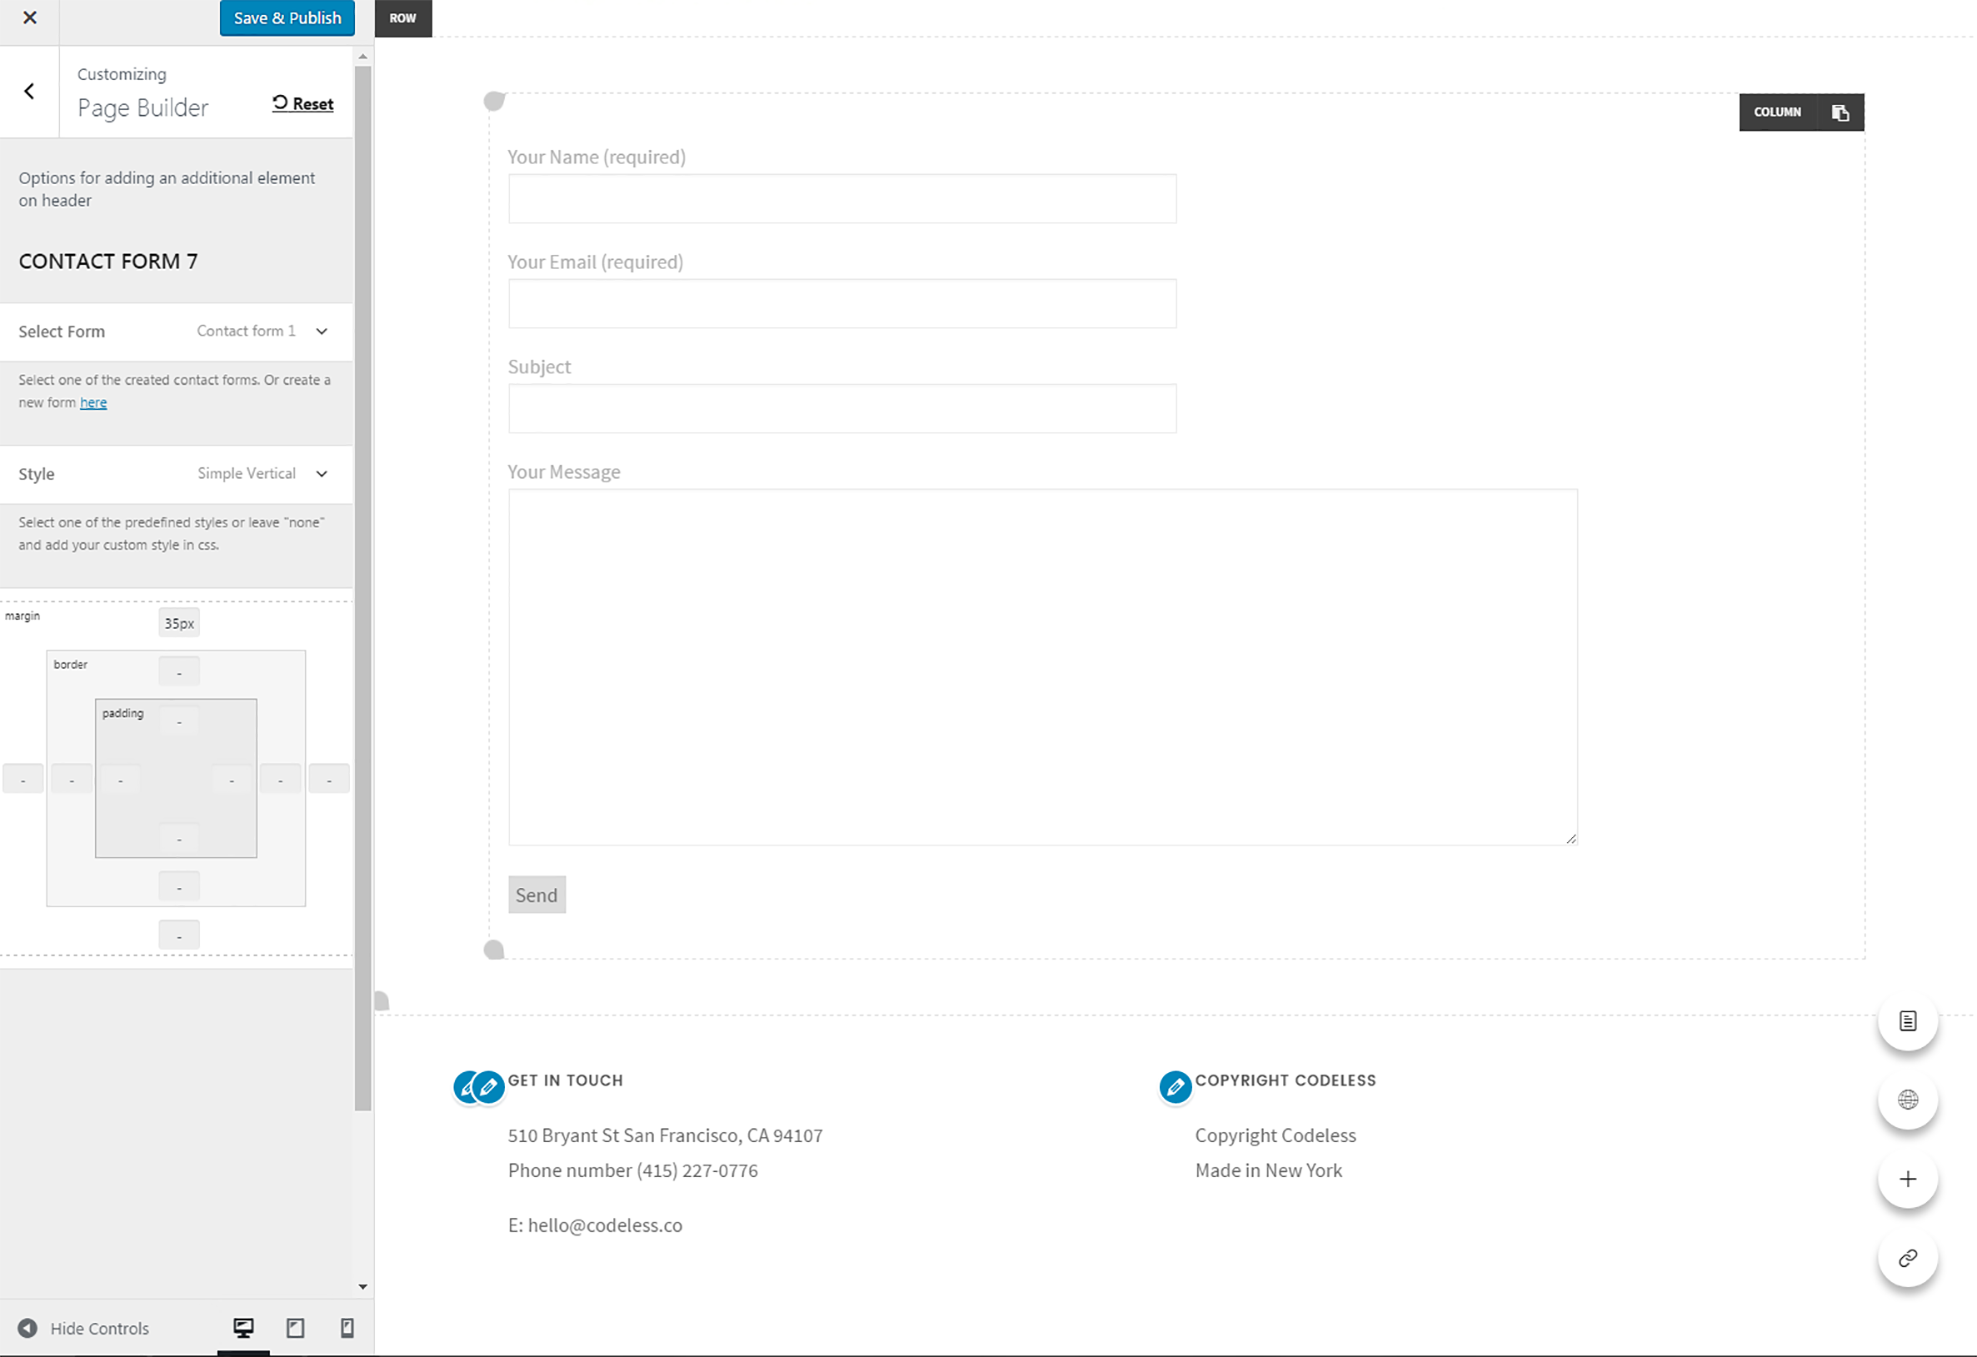 Save & Publish
Customizing
Page Builder
Reset
Options for adding an additional element
on header
CONTACT FORM 7
Select Form
Contact form 1
Select one of the created contact forms. Or create a
new form here
Style
Simple Vertical
Select one of the predefined styles or leave "none"
and add your custom style in css.
margin
35px
border
-
padding
-
- - - - - -
-
-
-
Hide Controls
ROW
COLUMN
Your Name (required)
Your Email (required)
Subject
Your Message
Send
GET IN TOUCH
510 Bryant St San Francisco, CA 94107
Phone number (415) 227-0776
E: hello@codeless.co
COPYRIGHT CODELESS
Copyright Codeless
Made in New York